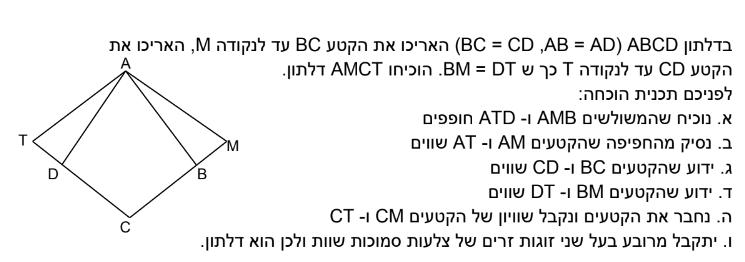 בדלתון ABCD (BC = CD ,AB = AD) האריכו את הקטע BC עד לנקודה M, האריכו את
הקטע CD עד לנקודה T כך ש BM = DT. הוכיחו AMCT דלתון.
לפניכם תכנית הוכחה:
א. נוכיח שהמשולשים AMB ו- ATD חופפים
ב. נסיק מהחפיפה שהקטעים AM ו- AT שווים
ג. ידוע שהקטעים BC ו- CD שווים
ד. ידוע שהקטעים BM ו- DT שווים
ה. נחבר את הקטעים ונקבל שוויון של הקטעים CM ו- CT
ו. יתקבל מרובע בעל שני זוגות זרים של צלעות סמוכות שוות ולכן הוא דלתון.
A
T
M
D
B
C